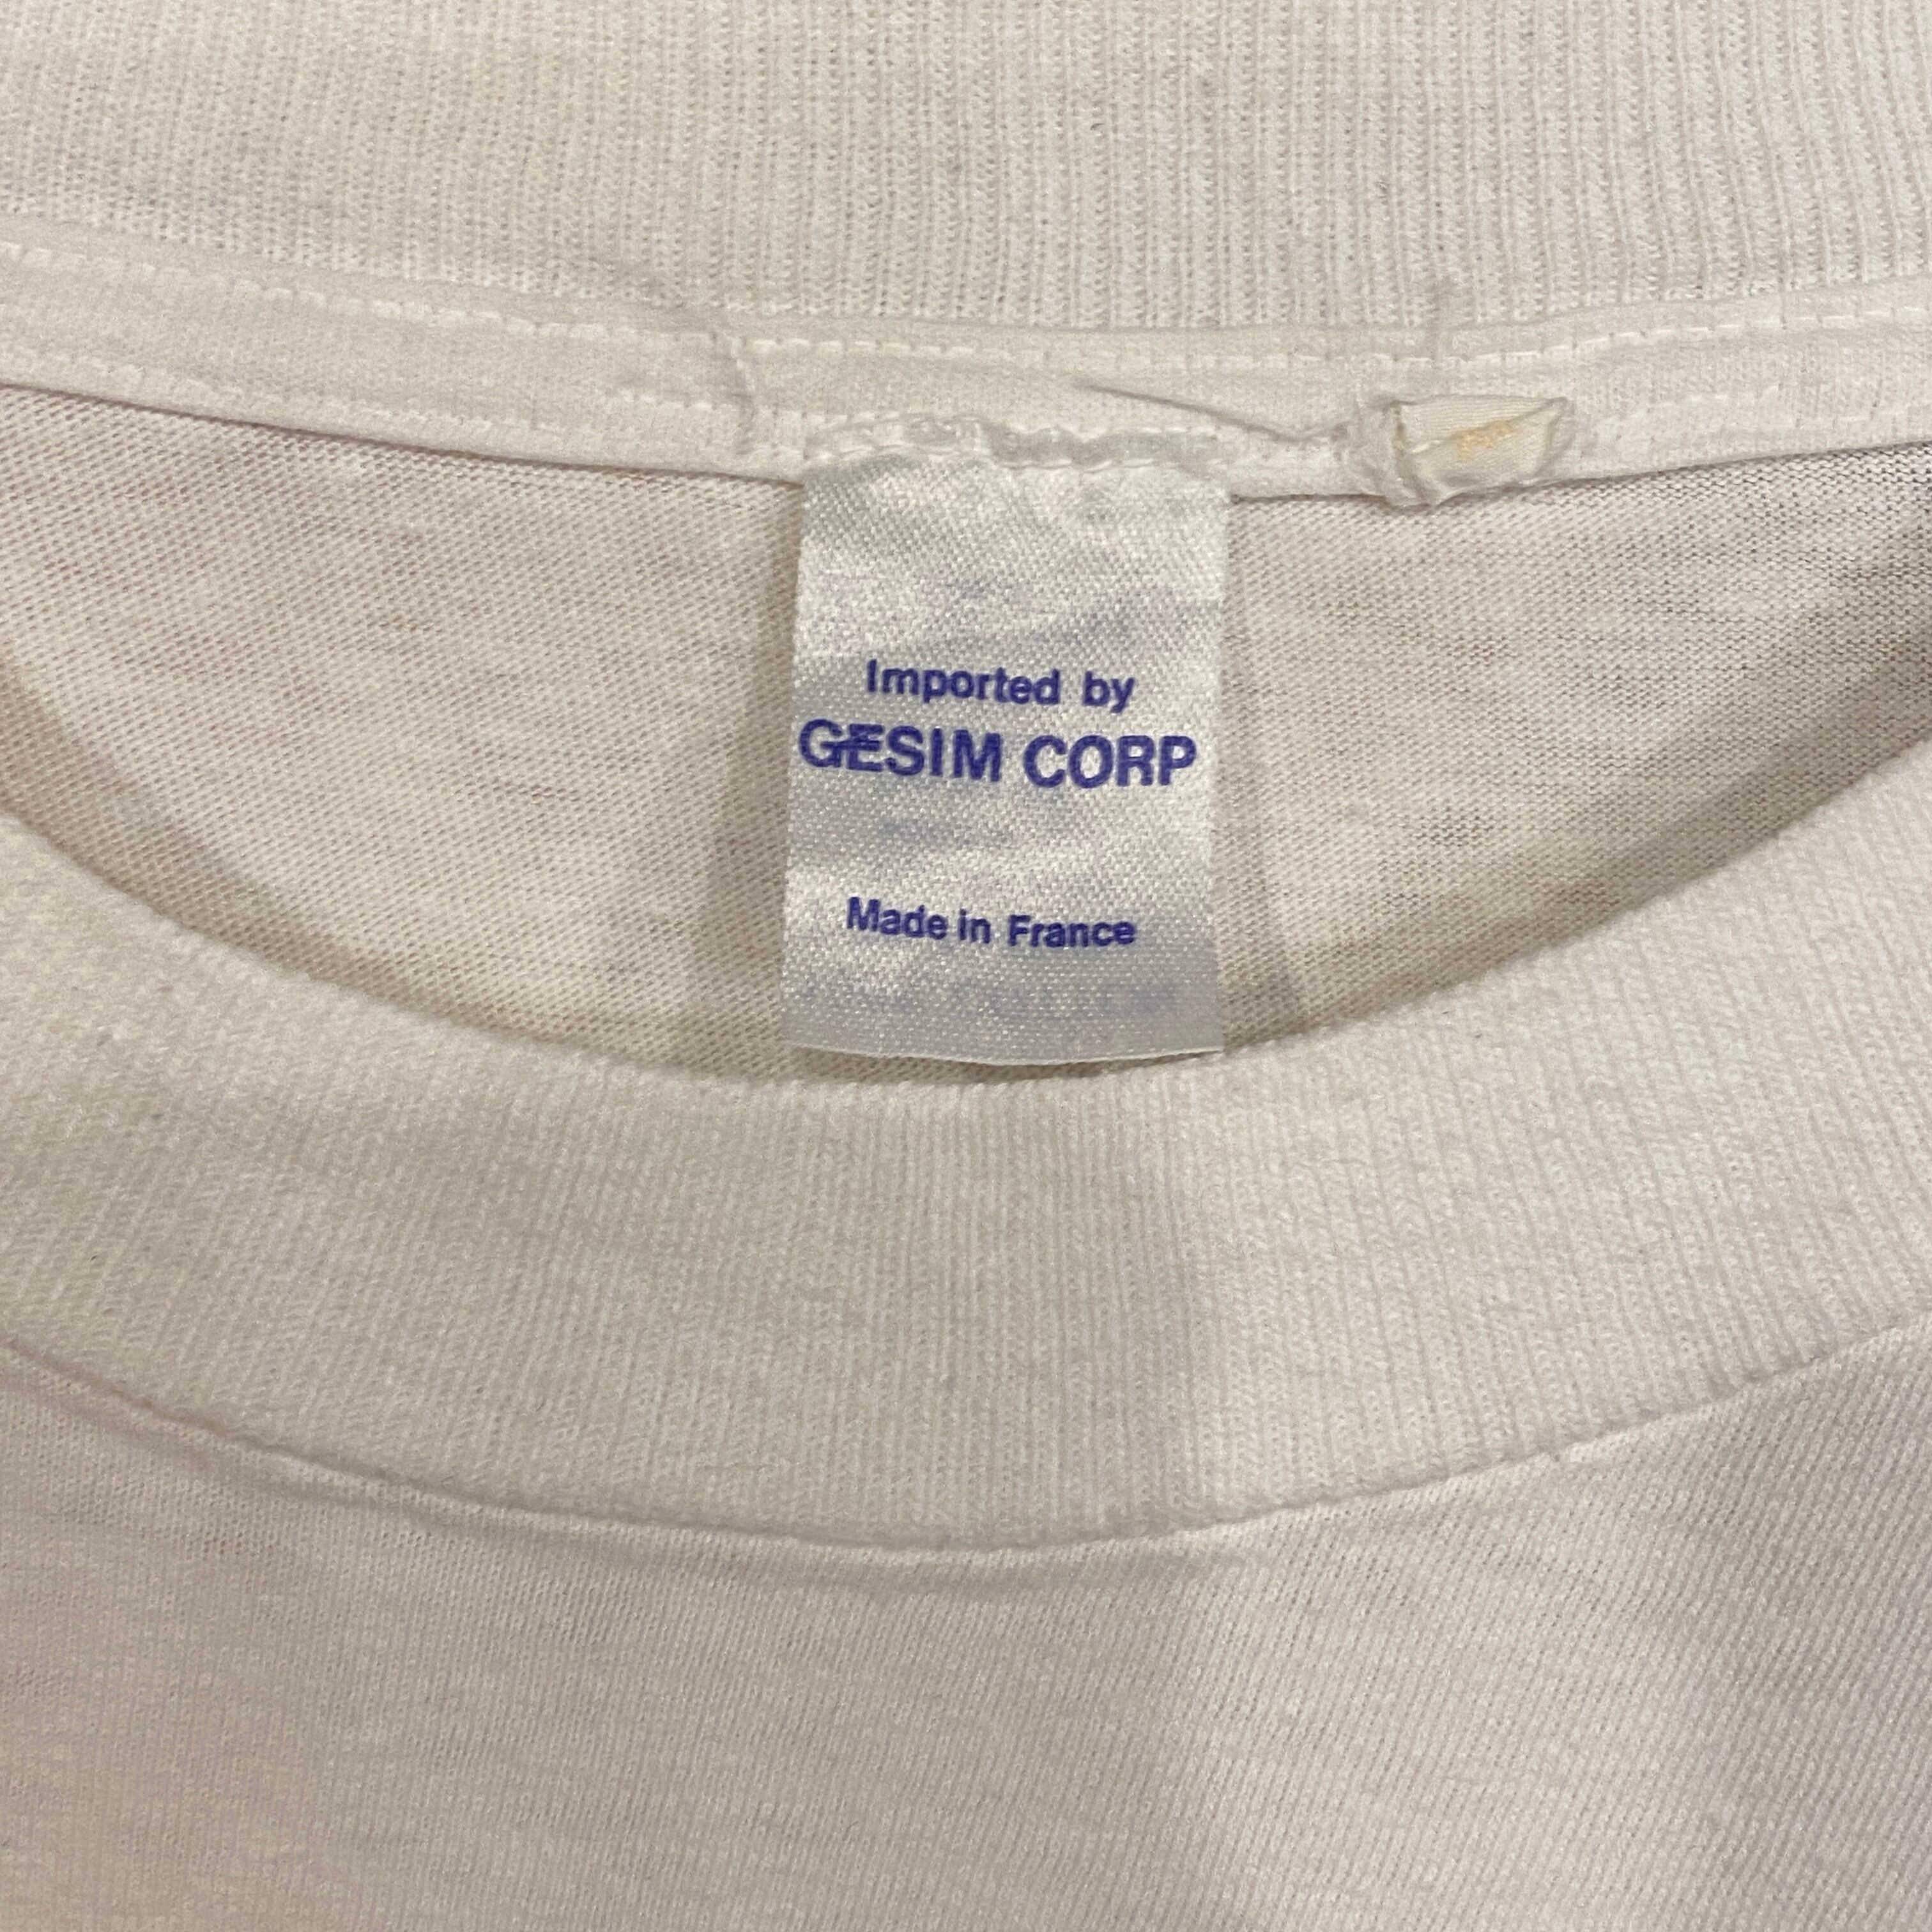 Imported by
GESIM CORP
Made in France